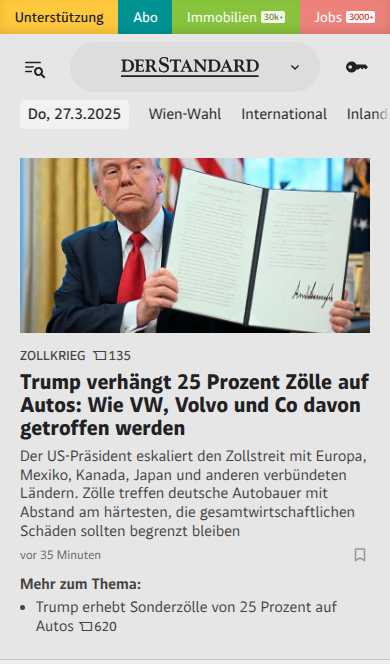 Unterstützung Abo Immobilien 30k+ Jobs 3000+
DERSTANDARD
Do, 27.3.2025 Wien-Wahl International Inland
ZOLLKRIEG 135
Trump verhängt 25 Prozent Zölle auf
Autos: Wie VW, Volvo und Co davon
getroffen werden
Der US-Präsident eskaliert den Zollstreit mit Europa,
Mexiko, Kanada, Japan und anderen verbündeten
Ländern. Zölle treffen deutsche Autobauer mit
Abstand am härtesten, die gesamtwirtschaftlichen
Schäden sollten begrenzt bleiben
vor 35 Minuten
Mehr zum Thema:
• Trump erhebt Sonderzölle von 25 Prozent auf
Autos 620